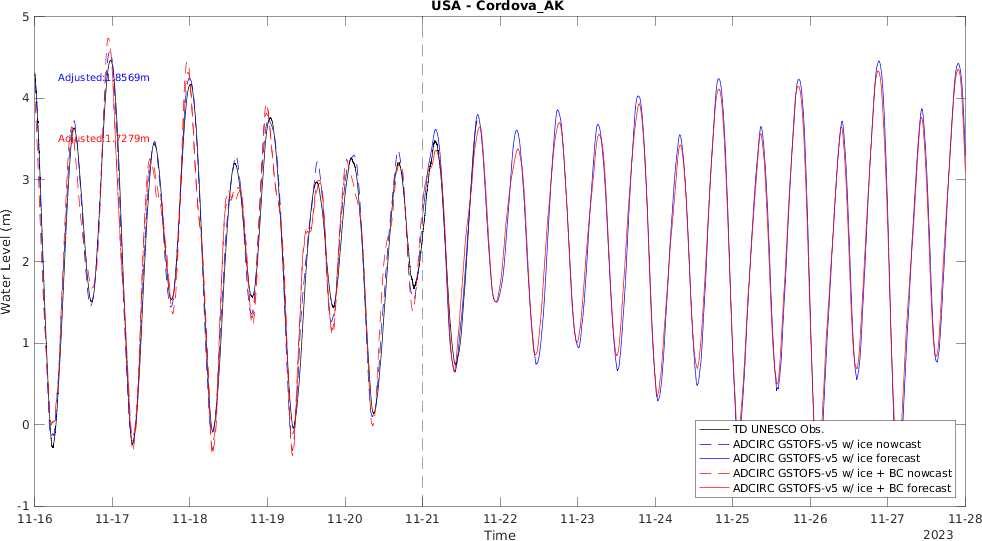 USA - Cordova_AK
5
4
3
2
1
0
-1
Water Level (m)
Adjusted:1.8569m
Adjusted:1.7279m
TD UNESCO Obs.
ADCIRC GSTOFS-v5 w/ ice nowcast
ADCIRC GSTOFS-v5 w/ ice forecast
ADCIRC GSTOFS-v5 w/ ice + BC nowcast
ADCIRC GSTOFS-v5 w/ ice + BC forecast
11-16 11-17 11-18 11-19 11-20 11-21 11-22 11-23 11-24 11-25 11-26 11-27 11-28
Time
2023